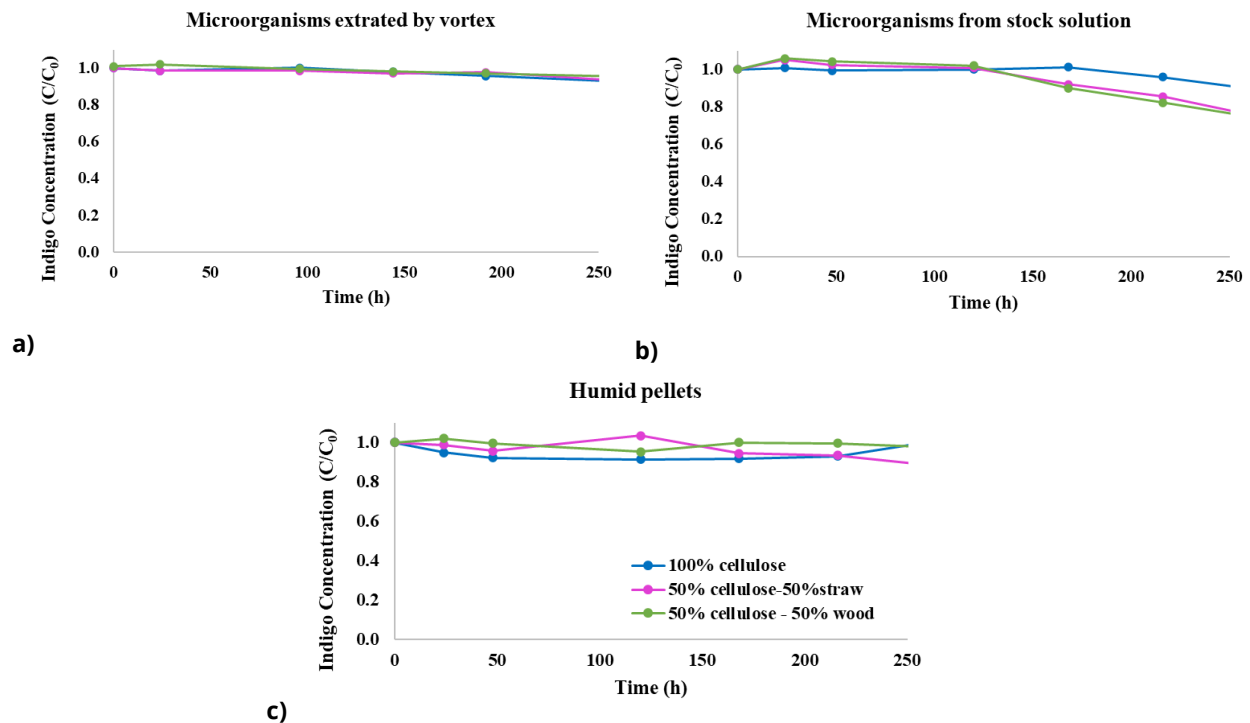 Microorganisms extrated by vortex
Indigo Concentration (C/C₀)
1.0
0.8
0.6
0.4
0.2
0.0
0 50 100 150 200 250
Time (h)
a)
Microorganisms from stock solution
Indigo Concentration (C/C₀)
1.0
0.8
0.6
0.4
0.2
0.0
0 50 100 150 200 250
Time (h)
b)
Humid pellets
Indigo Concentration (C/C₀)
1.0
0.8
0.6
0.4
0.2
0.0
100% cellulose
50% cellulose-50%straw
50% cellulose - 50% wood
0 50 100 150 200 250
Time (h)
c)